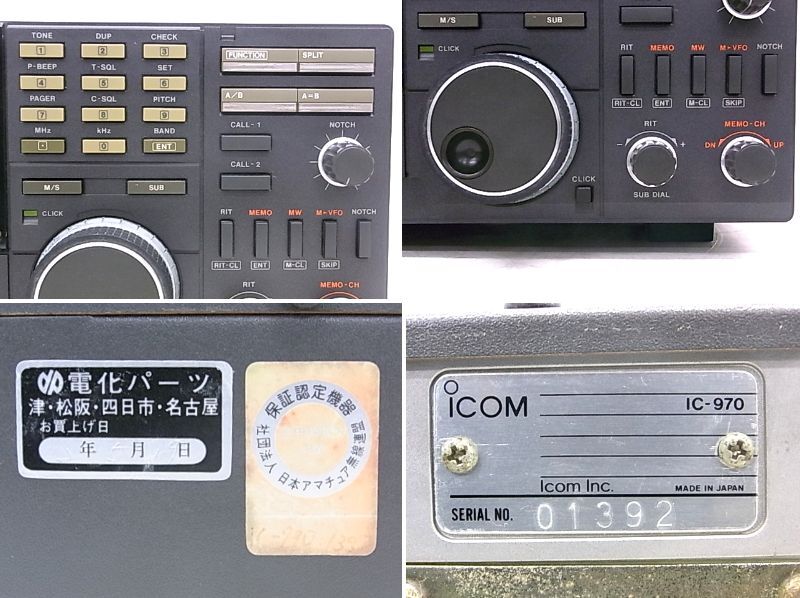 TONE DUP CHECK
1 2 3
P-BEEP T-SQL SET
4 5 6
PAGER C-SQL PITCH
7 8 9
MHz kHz BAND
· 0 ENT
M/S SUB
CLICK
FUNCTION SPLIT
A/B A=B
CALL-1
CALL-2
NOTCH
RIT MEMO MW M▸VFO NOTCH
RIT-CL ENT M-CL SKIP
RIT MEMO-CH
M/S SUB
CLICK
RIT MEMO MW M▸VFO NOTCH
RIT-CL ENT M-CL SKIP
RIT MEMO-CH
- + DN UP
CLICK
SUB DIAL
電化パーツ
津・松阪・四日市・名古屋
お買上げ日
年 月 日
保証認定機器
社団法人 日本アマチュア無線連盟
ICOM IC-970
Icom Inc. MADE IN JAPAN
SERIAL NO. 01392